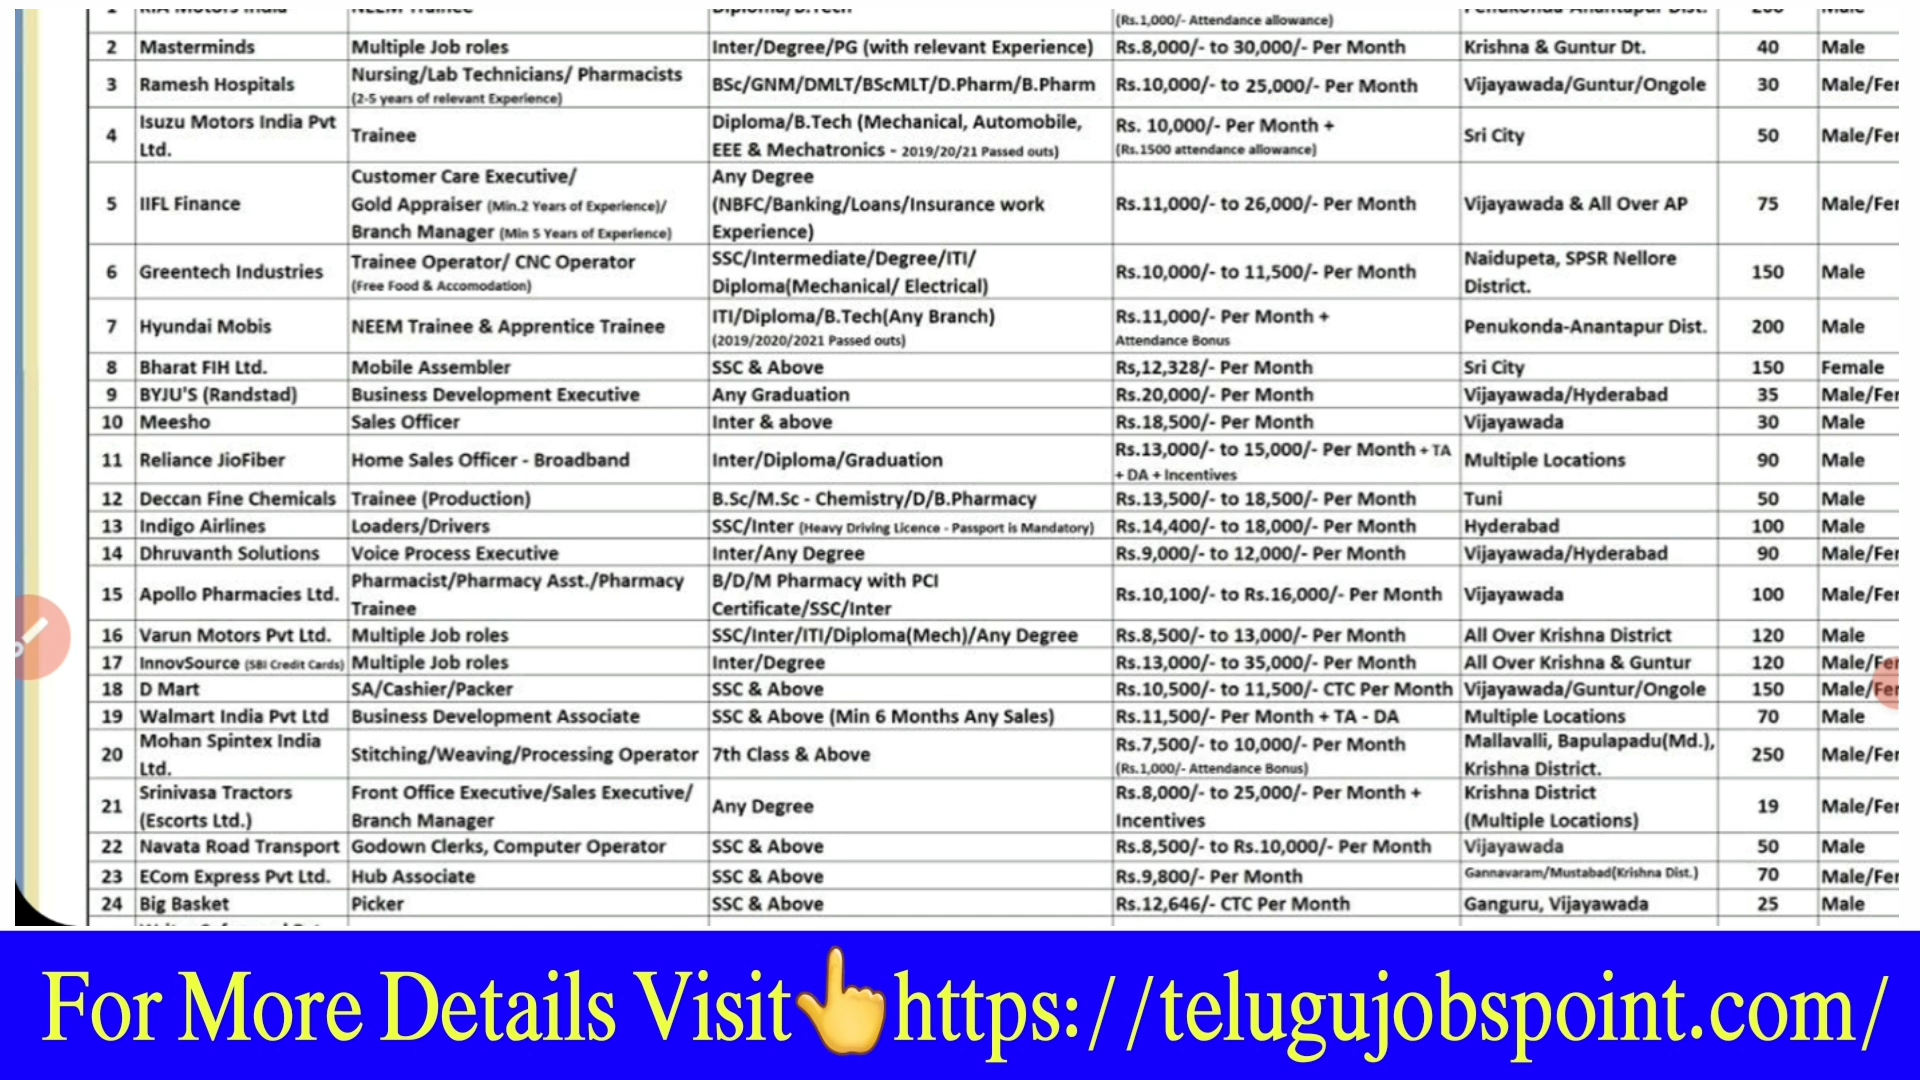 (Rs.1,000/- Attendance allowance)
2 Masterminds Multiple Job roles Inter/Degree/PG (with relevant Experience) Rs.8,000/- to 30,000/- Per Month Krishna & Guntur Dt. 40 Male
3 Ramesh Hospitals Nursing/Lab Technicians/ Pharmacists BSc/GNM/DMLT/BScMLT/D.Pharm/B.Pharm Rs.10,000/- to 25,000/- Per Month Vijayawada/Guntur/Ongole 30 Male/Fer
(2-5 years of relevant Experience)
4 Isuzu Motors India Pvt Trainee Diploma/B.Tech (Mechanical, Automobile, Rs. 10,000/- Per Month + Sri City 50 Male/Fer
Ltd. EEE & Mechatronics - 2019/20/21 Passed outs) (Rs.1500 attendance allowance)
Customer Care Executive/ Any Degree
5 IIFL Finance Gold Appraiser (Min.2 Years of Experience)/ (NBFC/Banking/Loans/Insurance work Rs.11,000/- to 26,000/- Per Month Vijayawada & All Over AP 75 Male/Fer
Branch Manager (Min 5 Years of Experience) Experience)
6 Greentech Industries Trainee Operator/ CNC Operator SSC/Intermediate/Degree/ITI/ Rs.10,000/- to 11,500/- Per Month Naidupeta, SPSR Nellore 150 Male
(Free Food & Accomodation) Diploma(Mechanical/ Electrical) District.
7 Hyundai Mobis NEEM Trainee & Apprentice Trainee ITI/Diploma/B.Tech(Any Branch) Rs.11,000/- Per Month + Penukonda-Anantapur Dist. 200 Male
(2019/2020/2021 Passed outs) Attendance Bonus
8 Bharat FIH Ltd. Mobile Assembler SSC & Above Rs,12,328/- Per Month Sri City 150 Female
9 BYJU'S (Randstad) Business Development Executive Any Graduation Rs.20,000/- Per Month Vijayawada/Hyderabad 35 Male/Fer
10 Meesho Sales Officer Inter & above Rs.18,500/- Per Month Vijayawada 30 Male
11 Reliance JioFiber Home Sales Officer - Broadband Inter/Diploma/Graduation Rs.13,000/- to 15,000/- Per Month + TA Multiple Locations 90 Male
+ DA + Incentives
12 Deccan Fine Chemicals Trainee (Production) B.Sc/M.Sc - Chemistry/D/B.Pharmacy Rs.13,500/- to 18,500/- Per Month Tuni 50 Male
13 Indigo Airlines Loaders/Drivers SSC/Inter (Heavy Driving Licence - Passport is Mandatory) Rs.14,400/- to 18,000/- Per Month Hyderabad 100 Male
14 Dhruvanth Solutions Voice Process Executive Inter/Any Degree Rs.9,000/- to 12,000/- Per Month Vijayawada/Hyderabad 90 Male/Fer
15 Apollo Pharmacies Ltd. Pharmacist/Pharmacy Asst./Pharmacy B/D/M Pharmacy with PCI Rs.10,100/- to Rs.16,000/- Per Month Vijayawada 100 Male/Fer
Trainee Certificate/SSC/Inter
16 Varun Motors Pvt Ltd. Multiple Job roles SSC/Inter/ITI/Diploma(Mech)/Any Degree Rs.8,500/- to 13,000/- Per Month All Over Krishna District 120 Male
17 InnovSource (SBI Credit Cards) Multiple Job roles Inter/Degree Rs.13,000/- to 35,000/- Per Month All Over Krishna & Guntur 120 Male/Fer
18 D Mart SA/Cashier/Packer SSC & Above Rs.10,500/- to 11,500/- CTC Per Month Vijayawada/Guntur/Ongole 150 Male/Fer
19 Walmart India Pvt Ltd Business Development Associate SSC & Above (Min 6 Months Any Sales) Rs.11,500/- Per Month + TA - DA Multiple Locations 70 Male
20 Mohan Spintex India Stitching/Weaving/Processing Operator 7th Class & Above Rs.7,500/- to 10,000/- Per Month Mallavalli, Bapulapadu(Md.), 250 Male/Fer
Ltd. (Rs.1,000/- Attendance Bonus) Krishna District.
21 Srinivasa Tractors Front Office Executive/Sales Executive/ Any Degree Rs.8,000/- to 25,000/- Per Month + Krishna District 19 Male/Fer
(Escorts Ltd.) Branch Manager Incentives (Multiple Locations)
22 Navata Road Transport Godown Clerks, Computer Operator SSC & Above Rs.8,500/- to Rs.10,000/- Per Month Vijayawada 50 Male
23 ECom Express Pvt Ltd. Hub Associate SSC & Above Rs.9,800/- Per Month Gannavaram/Mustabad(Krishna Dist.) 70 Male/Fer
24 Big Basket Picker SSC & Above Rs.12,646/- CTC Per Month Ganguru, Vijayawada 25 Male
For More Details Visit https://telugujobspoint.com/